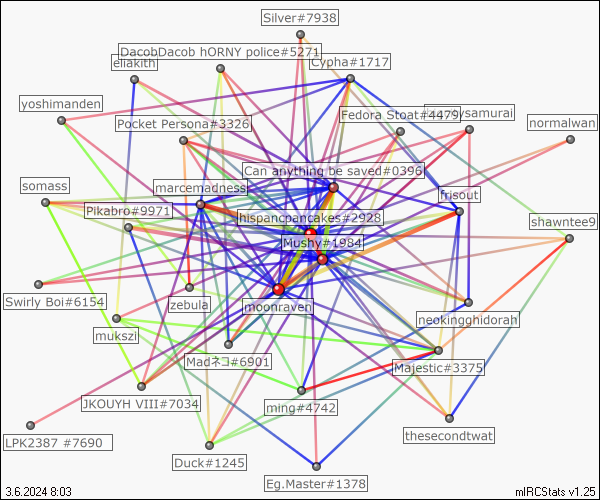 Silver#7938
DacobDacob hORNY police#5271
eliakith
Cypha#1717
yoshimanden
Fedora Stoat#4479
ysamurai
Pocket Persona#3326
normalwan
Can anything be saved#0396
somass
marcemadness
frisout
Pikabro#9971
hispanopancakes#2928
shawntee9
Mushy#1984
Swirly Boi#6154
zebula
moonraven
neokingghidorah
mukszi
Madネコ#6901
Majestic#3375
JKOUYH VIII#7034
ming#4742
LPK2387 #7690
thesecondtwat
Duck#1245
Eg.Master#1378
3.6.2024 8:03
mIRCStats v1.25